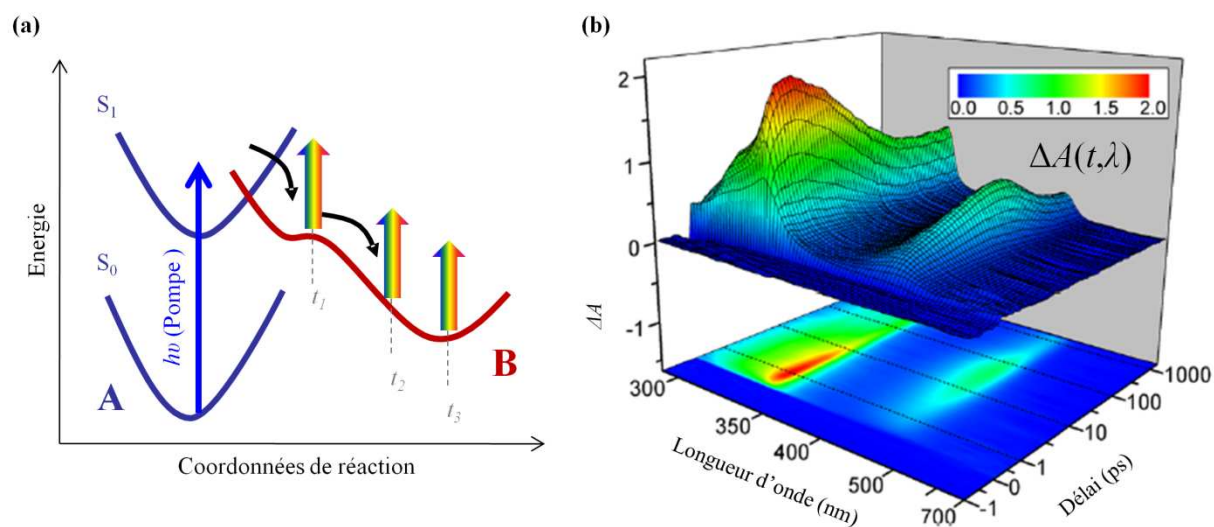 (a)
Energie
S1
S0
hυ (Pompe)
A
B
t1
t2
t3
Coordonnées de réaction
(b)
2
1
0
-1
ΔA
0.0 0.5 1.0 1.5 2.0
ΔA(t,λ)
300 350 400 500 700
Longueur d'onde (nm)
-1 0 1 10 100 1000
Délai (ps)